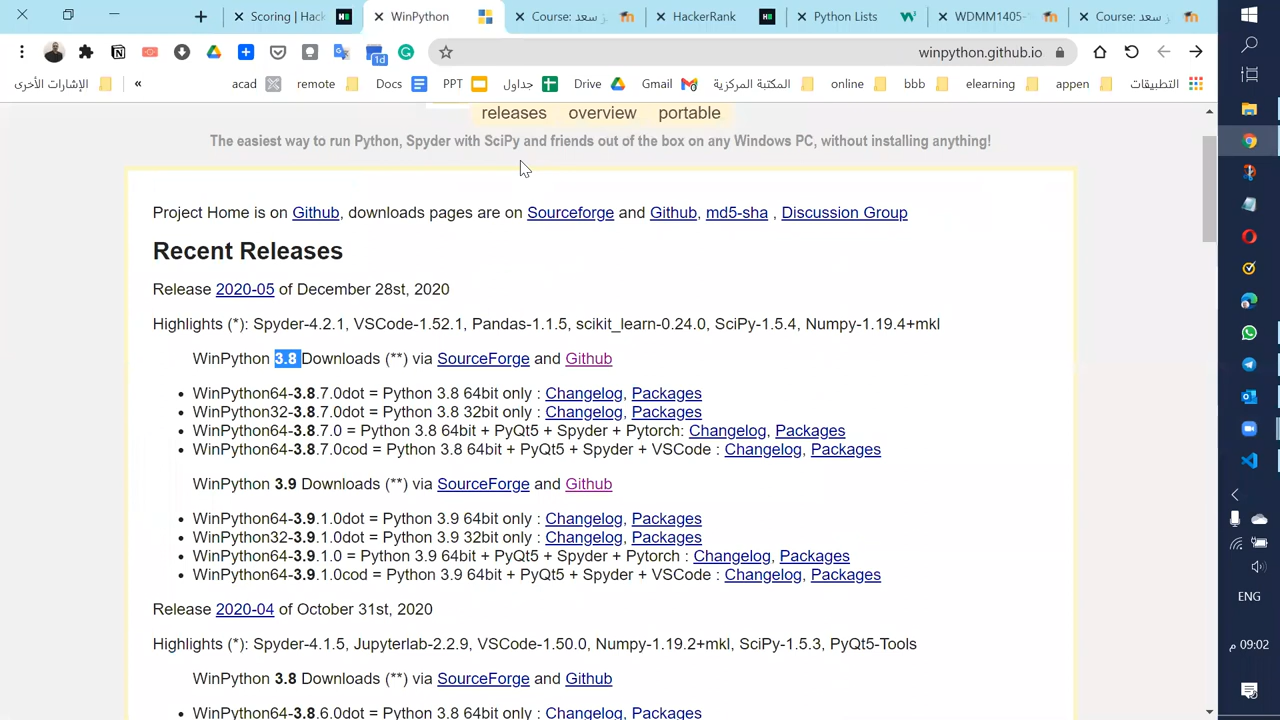 Scoring | Hack
WinPython
Course: ر سعد
HackerRank
Python Lists
WDMM1405-
Course: ر سعد
winpython.github.io
1d
الإشارات الأخرى
»
acad
remote
Docs
PPT
جداول
Drive
Gmail
المكتبة المركزية
online
bbb
elearning
appen
التطبيقات
releases overview portable
The easiest way to run Python, Spyder with SciPy and friends out of the box on any Windows PC, without installing anything!
Project Home is on Github, downloads pages are on Sourceforge and Github, md5-sha , Discussion Group
Recent Releases
Release 2020-05 of December 28st, 2020
Highlights (*): Spyder-4.2.1, VSCode-1.52.1, Pandas-1.1.5, scikit_learn-0.24.0, SciPy-1.5.4, Numpy-1.19.4+mkl
WinPython 3.8 Downloads (**) via SourceForge and Github
• WinPython64-3.8.7.0dot = Python 3.8 64bit only : Changelog, Packages
• WinPython32-3.8.7.0dot = Python 3.8 32bit only : Changelog, Packages
• WinPython64-3.8.7.0 = Python 3.8 64bit + PyQt5 + Spyder + Pytorch: Changelog, Packages
• WinPython64-3.8.7.0cod = Python 3.8 64bit + PyQt5 + Spyder + VSCode : Changelog, Packages
WinPython 3.9 Downloads (**) via SourceForge and Github
• WinPython64-3.9.1.0dot = Python 3.9 64bit only : Changelog, Packages
• WinPython32-3.9.1.0dot = Python 3.9 32bit only : Changelog, Packages
• WinPython64-3.9.1.0 = Python 3.9 64bit + PyQt5 + Spyder + Pytorch : Changelog, Packages
• WinPython64-3.9.1.0cod = Python 3.9 64bit + PyQt5 + Spyder + VSCode : Changelog, Packages
Release 2020-04 of October 31st, 2020
Highlights (*): Spyder-4.1.5, Jupyterlab-2.2.9, VSCode-1.50.0, Numpy-1.19.2+mkl, SciPy-1.5.3, PyQt5-Tools
WinPython 3.8 Downloads (**) via SourceForge and Github
• WinPython64-3.8.6.0dot = Python 3.8 64bit only : Changelog, Packages
ENG
09:02 م